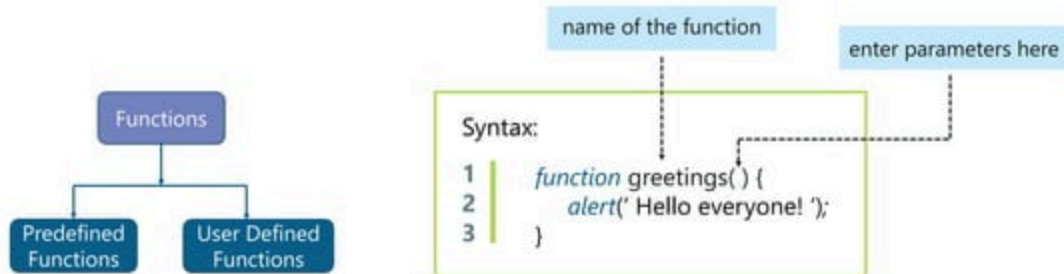 name of the function
enter parameters here
Functions
Predefined
Functions
User Defined
Functions
Syntax:
1 function greetings( ) {
2 alert(' Hello everyone! ');
3 }